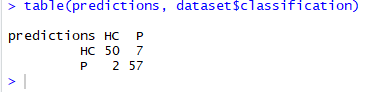 > table(predictions, dataset$classification)
predictions HC P
HC 50 7
P 2 57
>